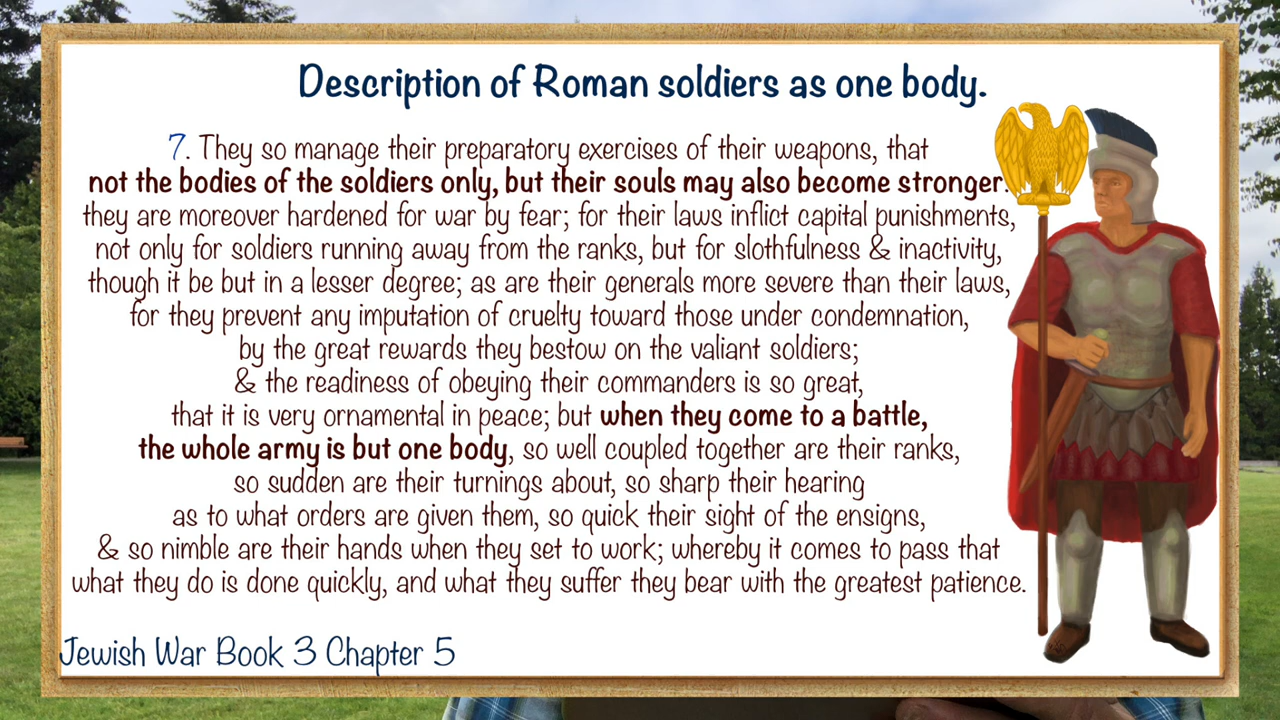 Description of Roman soldiers as one body.
7. They so manage their preparatory exercises of their weapons, that
not the bodies of the soldiers only, but their souls may also become stronger:
they are moreover hardened for war by fear; for their laws inflict capital punishments,
not only for soldiers running away from the ranks, but for slothfulness & inactivity,
though it be but in a lesser degree; as are their generals more severe than their laws,
for they prevent any imputation of cruelty toward those under condemnation,
by the great rewards they bestow on the valiant soldiers;
& the readiness of obeying their commanders is so great,
that it is very ornamental in peace; but when they come to a battle,
the whole army is but one body, so well coupled together are their ranks,
so sudden are their turnings about, so sharp their hearing
as to what orders are given them, so quick their sight of the ensigns,
& so nimble are their hands when they set to work; whereby it comes to pass that
what they do is done quickly, and what they suffer they bear with the greatest patience.
Jewish War Book 3 Chapter 5